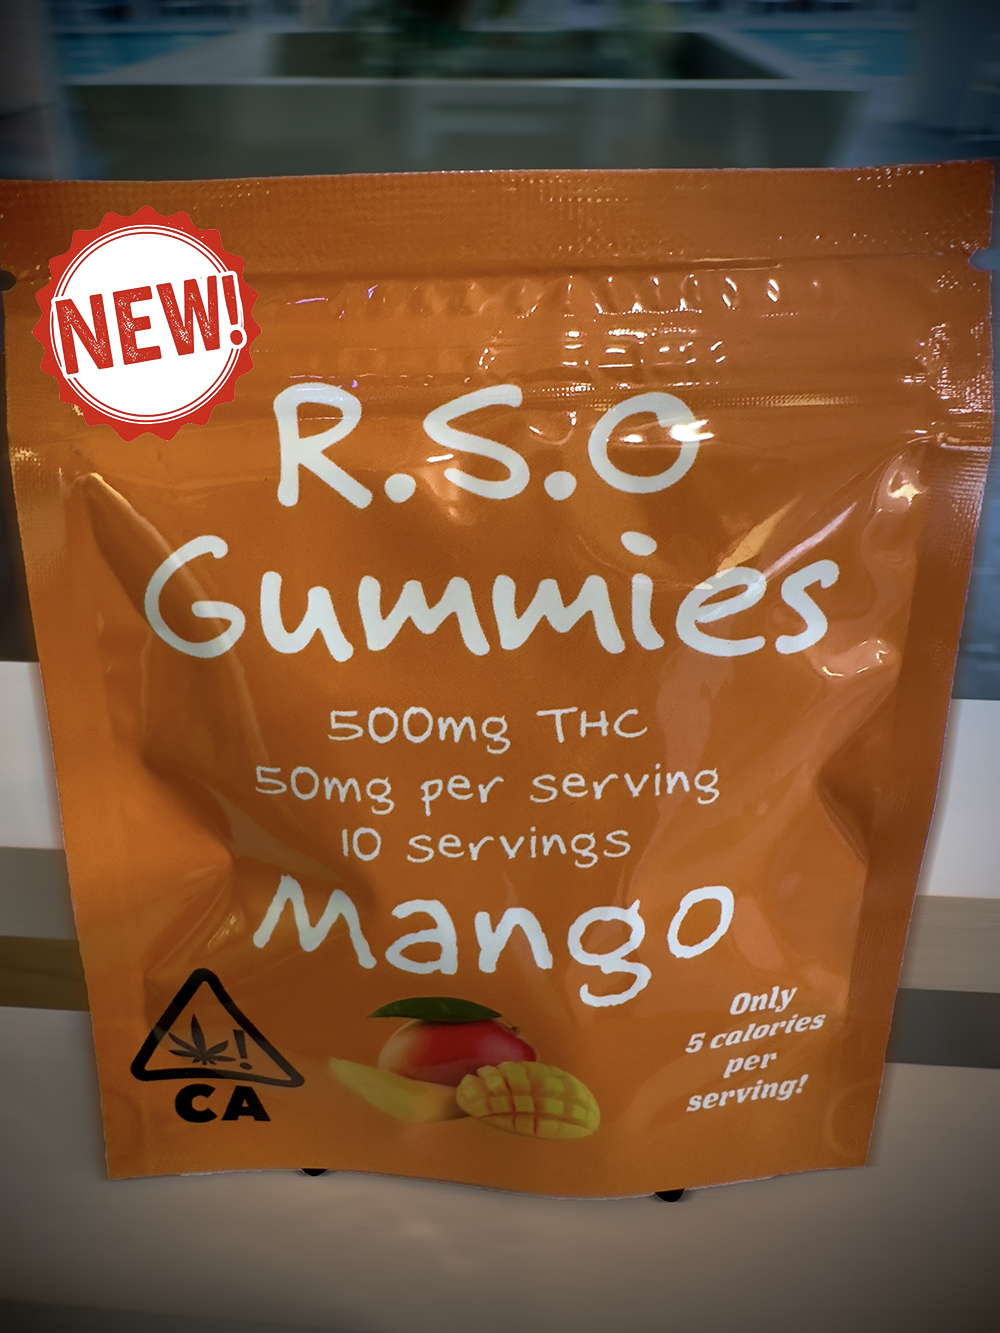 NEW!
R.S.O
Gummies
500mg THC
50mg per serving
10 servings
Mango
!
CA
Only
5 calories
per
serving!